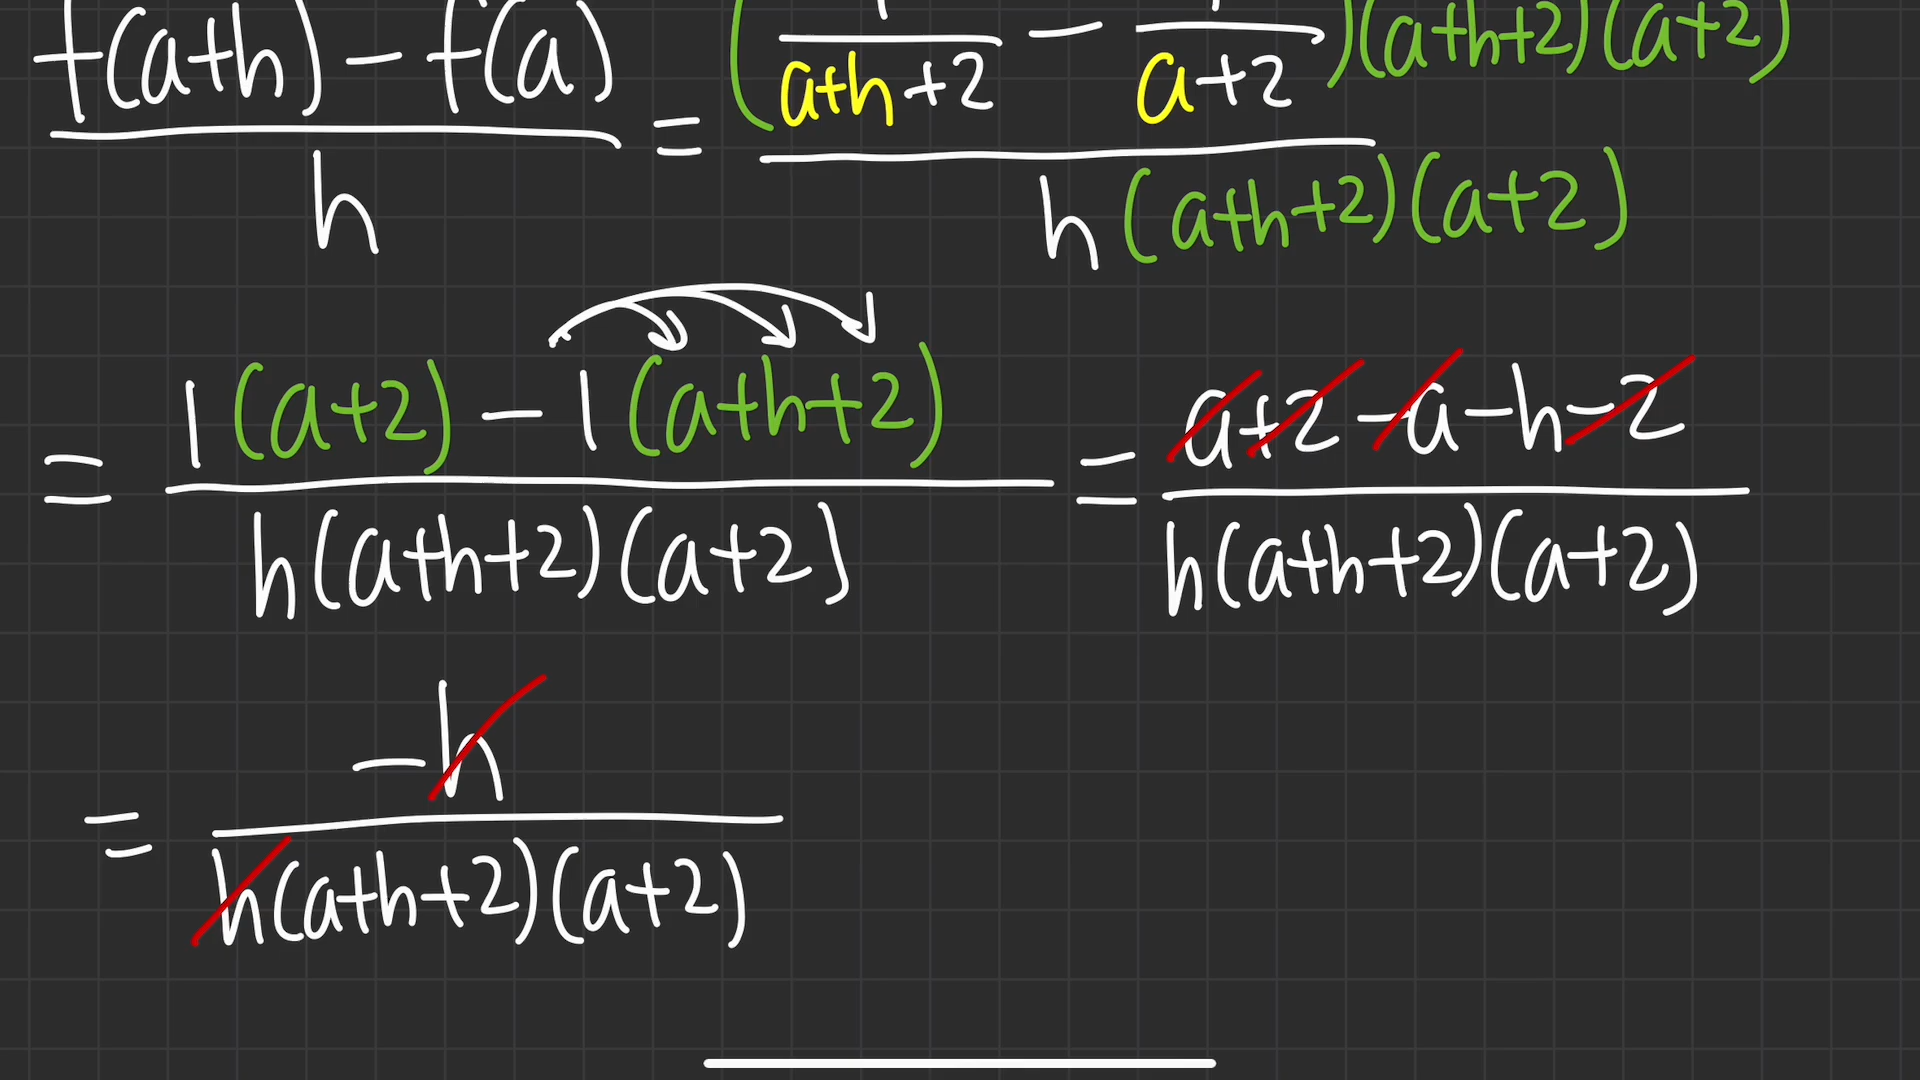 f(a+h) - f(a) / h = (1/(a+h+2) - 1/(a+2))(a+h+2)(a+2) / h(a+h+2)(a+2)
= 1(a+2) - 1(a+h+2) / h(a+h+2)(a+2) = a+2-a-h-2 / h(a+h+2)(a+2)
= -h / h(a+h+2)(a+2)